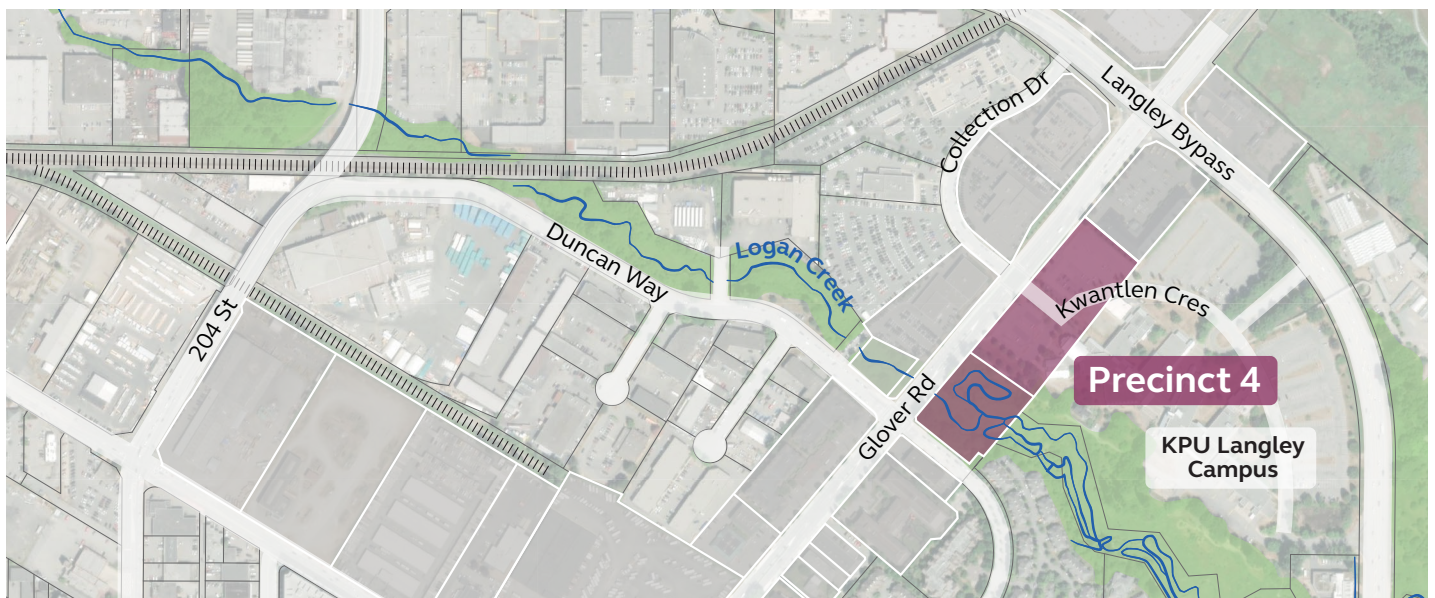 Collection Dr
Langley Bypass
Logan Creek
Duncan Way
Kwantlen Cres
204 St
Precinct 4
Glover Rd
KPU Langley
Campus